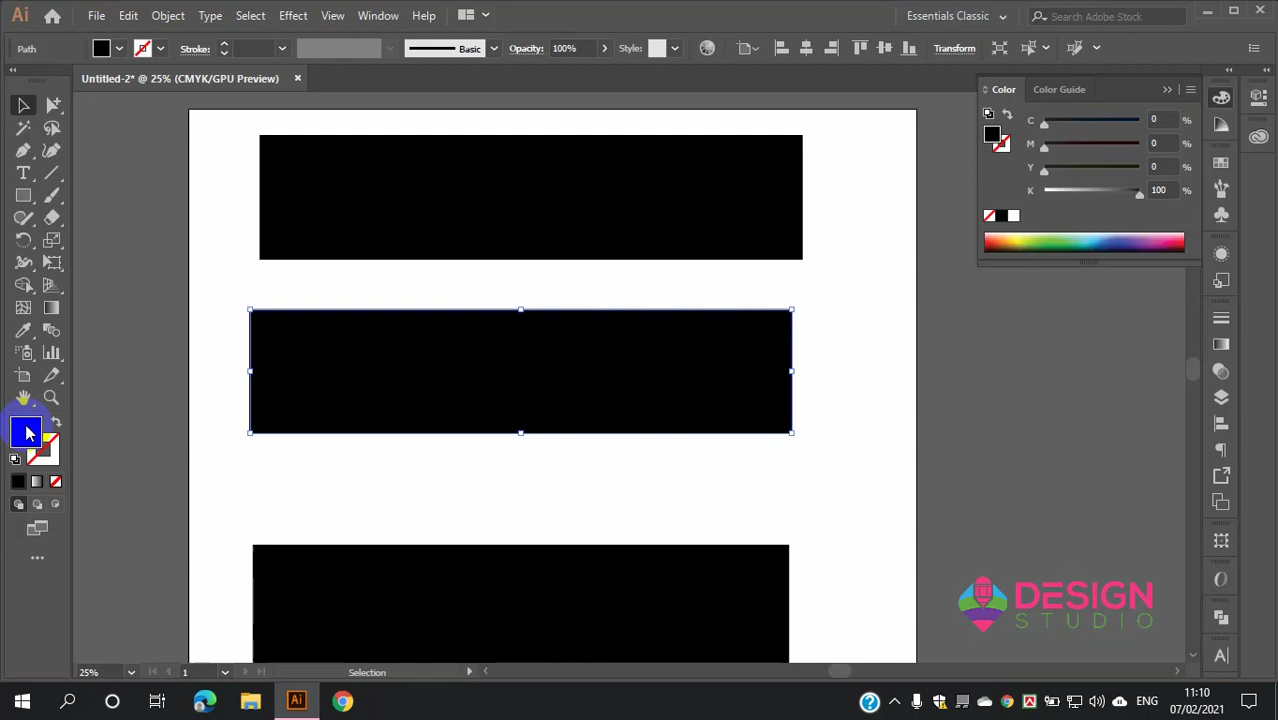 Ai
File Edit Object Type Select Effect View Window Help
Essentials Classic
Search Adobe Stock
Path
Stroke:
Basic
Opacity: 100%
Style:
Transform
Untitled-2* @ 25% (CMYK/GPU Preview)
Color
Color Guide
C 0 %
M 0 %
Y 0 %
K 100 %
DESIGN
STUDIO
25%
1
Selection
Ai
ENG
11:10
07/02/2021